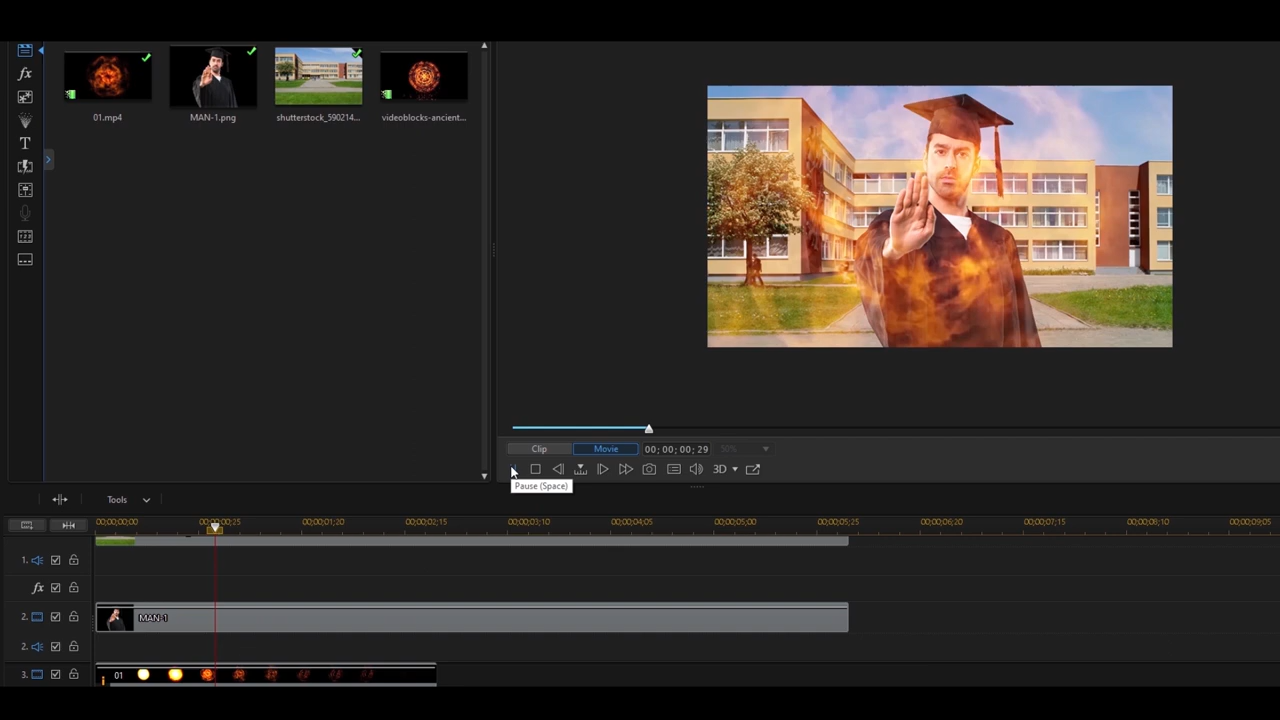 fx
T
01.mp4
MAN-1.png
shutterstock_590214...
videoblocks-ancient...
Clip
Movie
00; 00; 00; 29
50%
3D
Pause (Space)
Tools
00;00;00;00
00;00;00;25
00;00;01;20
00;00;02;15
00;00;03;10
00;00;04;05
00;00;05;00
00;00;05;25
00;00;06;20
00;00;07;15
00;00;08;10
00;00;09;05
1.
fx
2.
MAN-1
2.
3.
01